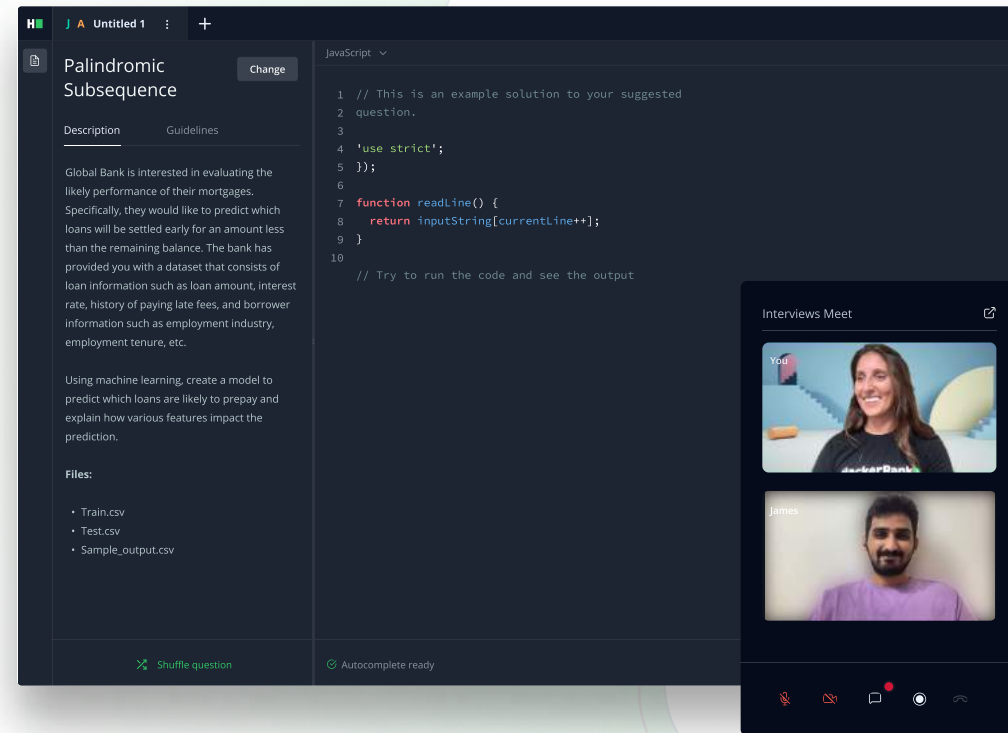 H
J A Untitled 1
Palindromic
Subsequence
Change
Description Guidelines
Global Bank is interested in evaluating the
likely performance of their mortgages.
Specifically, they would like to predict which
loans will be settled early for an amount less
than the remaining balance. The bank has
provided you with a dataset that consists of
loan information such as loan amount, interest
rate, history of paying late fees, and borrower
information such as employment industry,
employment tenure, etc.
Using machine learning, create a model to
predict which loans are likely to prepay and
explain how various features impact the
prediction.
Files:
• Train.csv
• Test.csv
• Sample_output.csv
Shuffle question
JavaScript
1 // This is an example solution to your suggested
2 question.
3
4 'use strict';
5 });
6
7 function readLine() {
8 return inputString[currentLine++];
9 }
10
// Try to run the code and see the output
Autocomplete ready
Interviews Meet
You
HackerRank
James